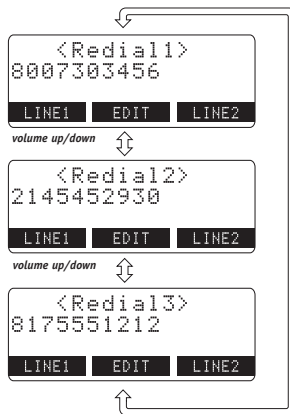 <Redial1>
8007303456
LINE1 EDIT LINE2
volume up/down
<Redial2>
2145452930
LINE1 EDIT LINE2
volume up/down
<Redial3>
8175551212
LINE1 EDIT LINE2